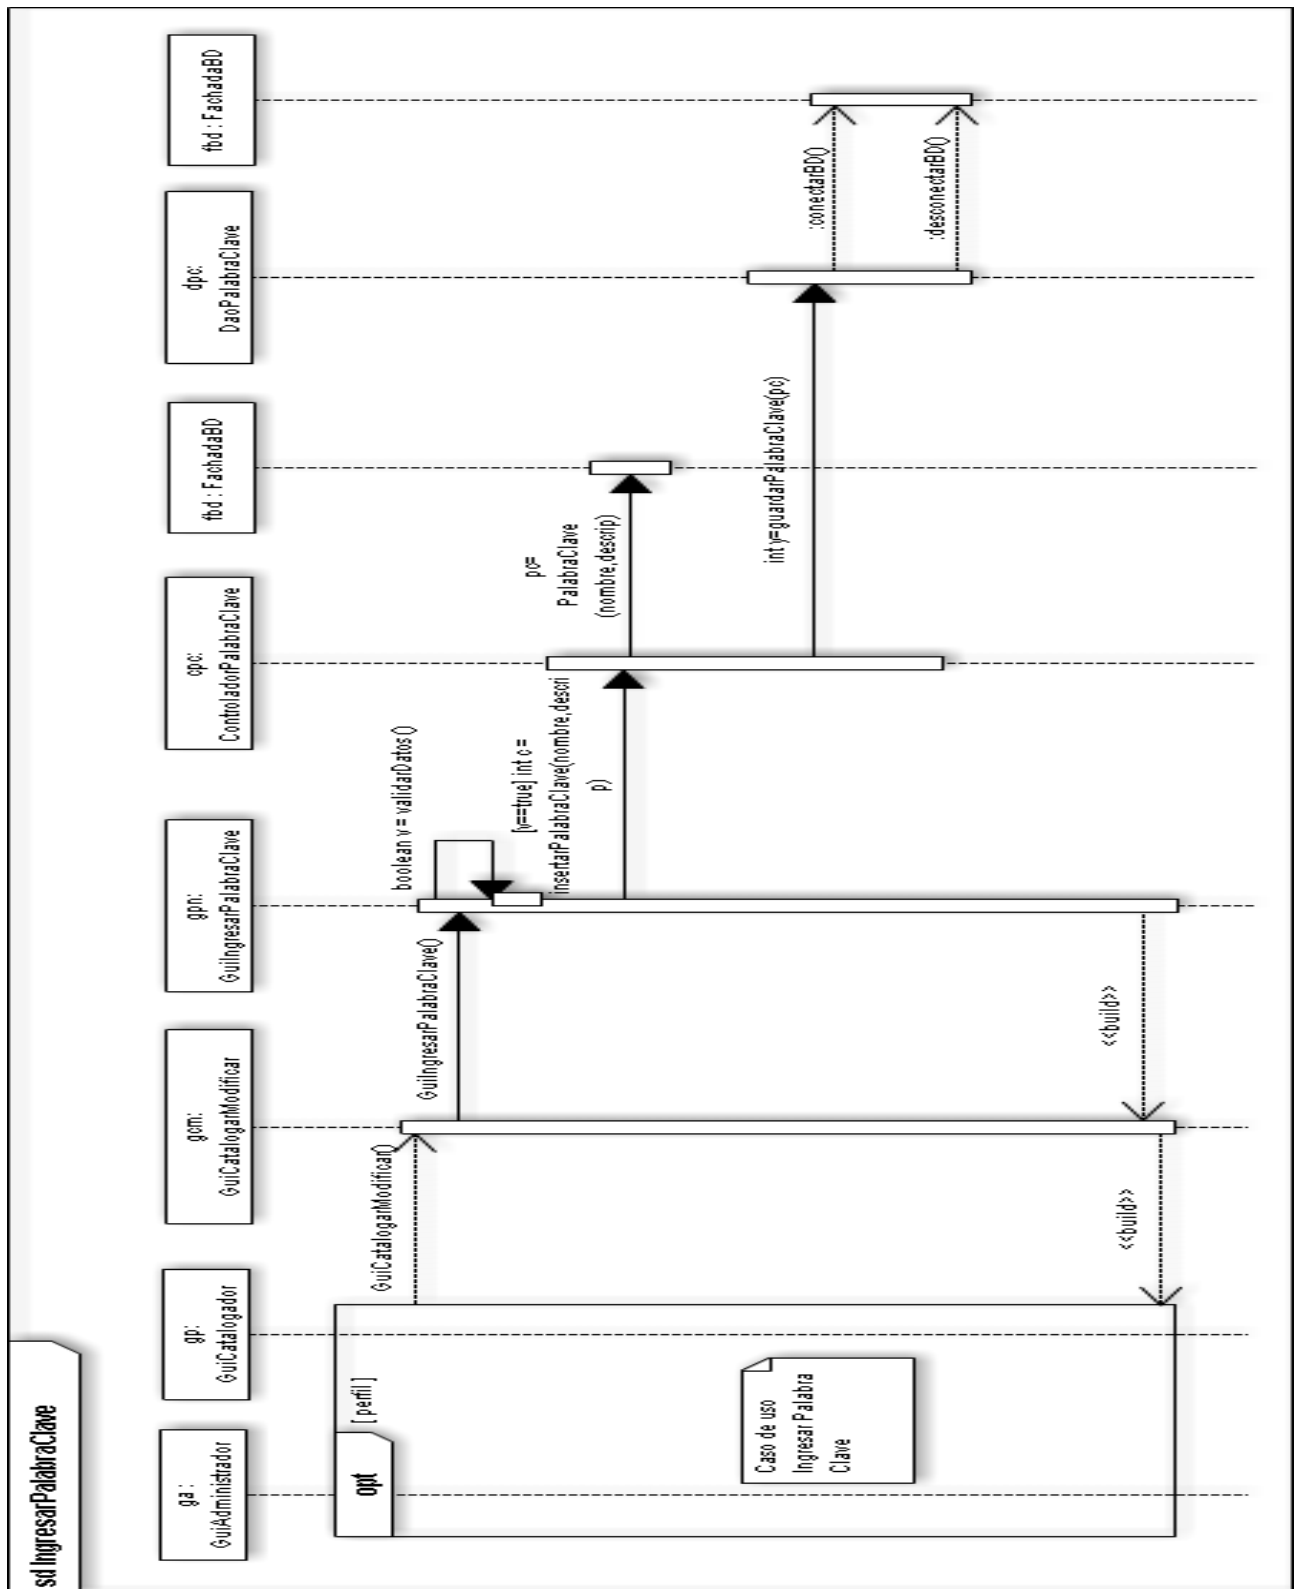 sd IngresarPalabraClave
ga :
GuiAdministrador
gp:
GuiCatalogador
gcm:
GuiCatalogarModificar
gpn:
GuiIngresarPalabraClave
cpc:
ControladorPalabraClave
fbd : FachadaBD
dpc:
DaoPalabraClave
fbd : FachadaBD
opt
[ perfil ]
GuiCatalogarModificar()
GuiIngresarPalabraClave()
boolean v = validarDatos()
[v==true] int c =
insertarPalabraClave(nombre,descri
p)
pc=
PalabraClave
(nombre,descrip)
int y=guardarPalabraClave(pc)
:conectarBD()
:desconectarBD()
Caso de uso
Ingresar Palabra
Clave
<<build>>
<<build>>